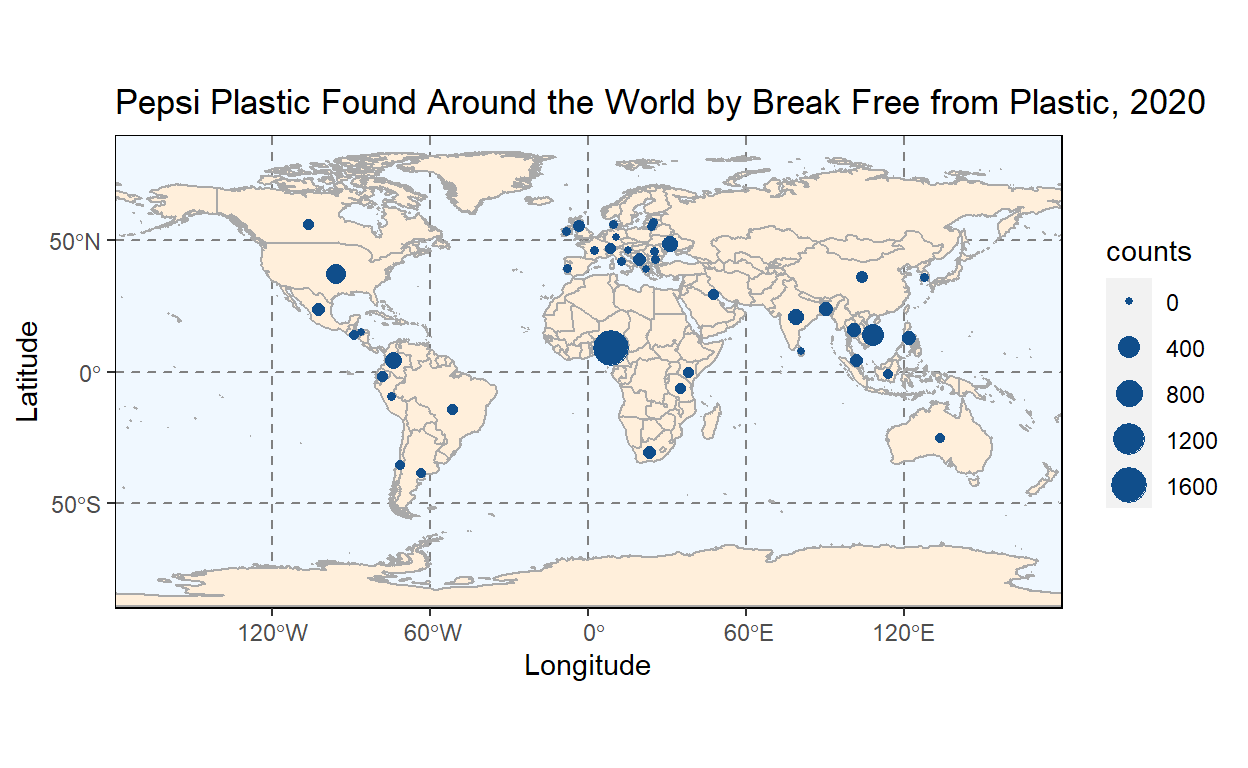 Pepsi Plastic Found Around the World by Break Free from Plastic, 2020
50°N
0°
50°S
Latitude
120°W 60°W 0° 60°E 120°E
Longitude
counts
0
400
800
1200
1600